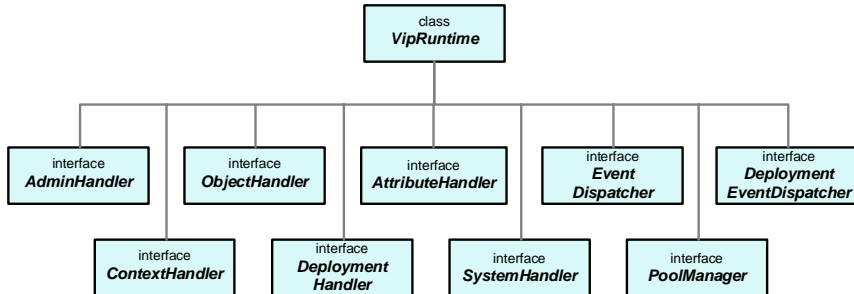 class
VipRuntime
interface
AdminHandler
interface
ObjectHandler
interface
AttributeHandler
interface
Event
Dispatcher
interface
Deployment
EventDispatcher
interface
ContextHandler
interface
Deployment
Handler
interface
SystemHandler
interface
PoolManager